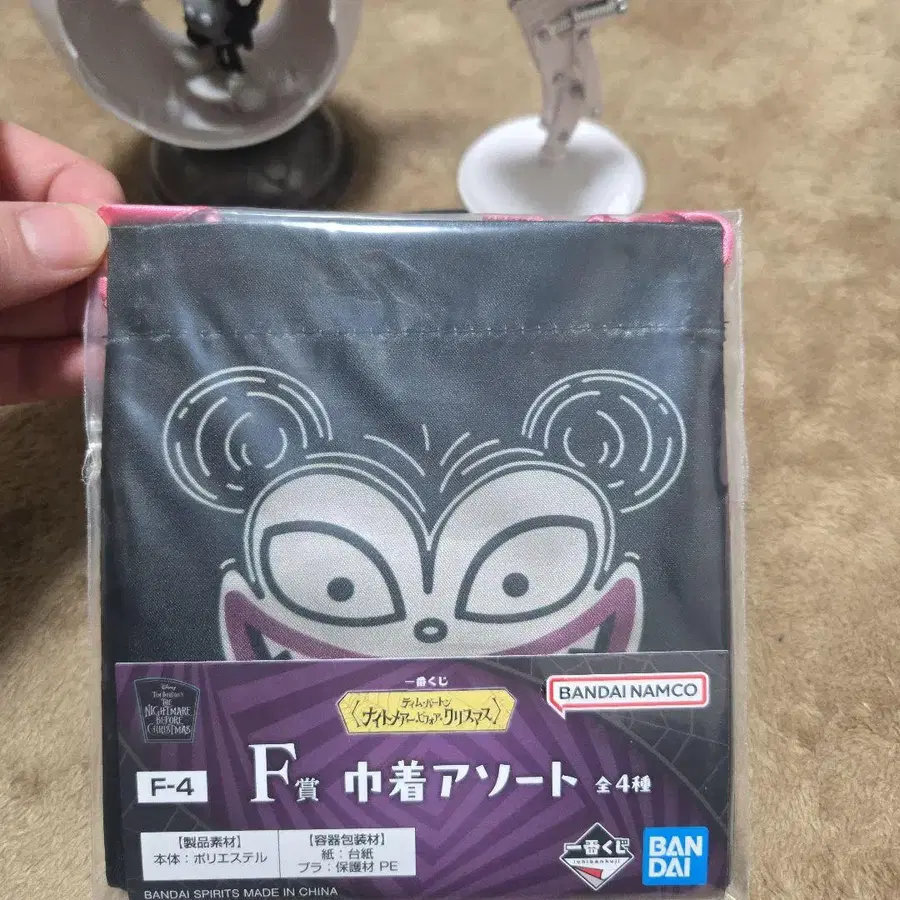 一番くじ
BANDAI NAMCO
Disney
Tim Burton's
THE
NIGHTMARE
BEFORE
CHRISTMAS
ティム・バートン
ナイトメアー・ビフォア・クリスマス
F-4
F賞 巾着アソート 全4種
【製品素材】
本体：ポリエステル
【容器包装材】
紙：台紙
プラ：保護材 PE
一番くじ
ichibankuji
BAN
DAI
BANDAI SPIRITS MADE IN CHINA